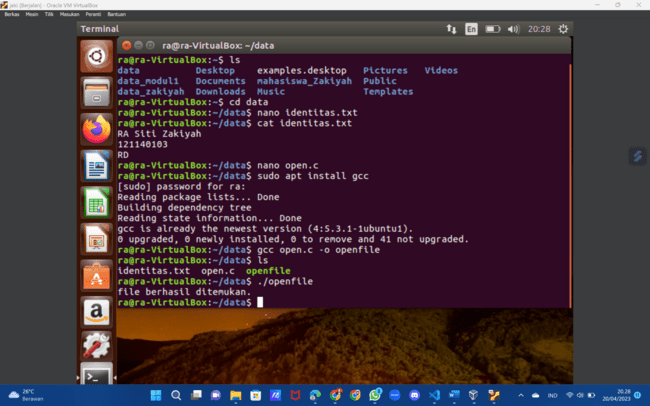 sisc (Berjalan) - Oracle VM VirtualBox
Berkas Mesin Tilik Masukan Peranti Bantuan
Terminal
En
20:28
ra@ra-VirtualBox: ~/data
ra@ra-VirtualBox:~$ ls
data Desktop examples.desktop Pictures Videos
data_modul1 Documents mahasiswa_Zakiyah Public
data_zakiyah Downloads Music Templates
ra@ra-VirtualBox:~$ cd data
ra@ra-VirtualBox:~/data$ nano identitas.txt
ra@ra-VirtualBox:~/data$ cat identitas.txt
RA Siti Zakiyah
121140103
RD
ra@ra-VirtualBox:~/data$ nano open.c
ra@ra-VirtualBox:~/data$ sudo apt install gcc
[sudo] password for ra:
Reading package lists... Done
Building dependency tree
Reading state information... Done
gcc is already the newest version (4:5.3.1-1ubuntu1).
0 upgraded, 0 newly installed, 0 to remove and 41 not upgraded.
ra@ra-VirtualBox:~/data$ gcc open.c -o openfile
ra@ra-VirtualBox:~/data$ ls
identitas.txt open.c openfile
ra@ra-VirtualBox:~/data$ ./openfile
file berhasil ditemukan.
ra@ra-VirtualBox:~/data$
26°C
Berawan
IND
20.28
20/04/2023